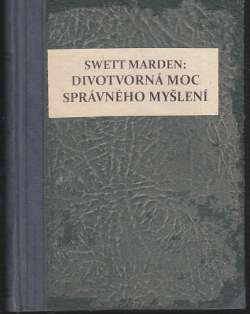 SWETT MARDEN:
DIVOTVORNÁ MOC
SPRÁVNÉHO MYŠLENÍ